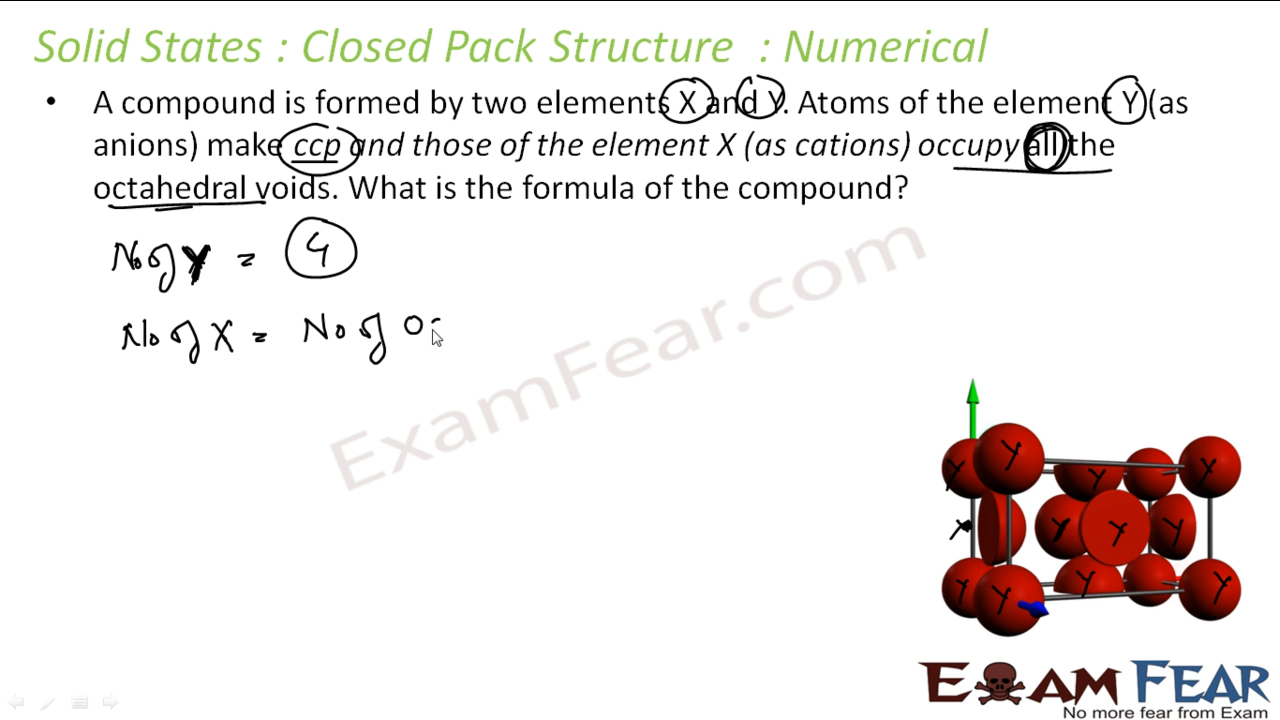 Solid States : Closed Pack Structure : Numerical
• A compound is formed by two elements X and Y. Atoms of the element Y (as
anions) make ccp and those of the element X (as cations) occupy all the
octahedral voids. What is the formula of the compound?
No of Y = 4
No of X = No of O
ExamFear.com
Y
Y
Y
Y
Y
Y
Y
Y
Y
Y
Y
EXAM FEAR
No more fear from Exam